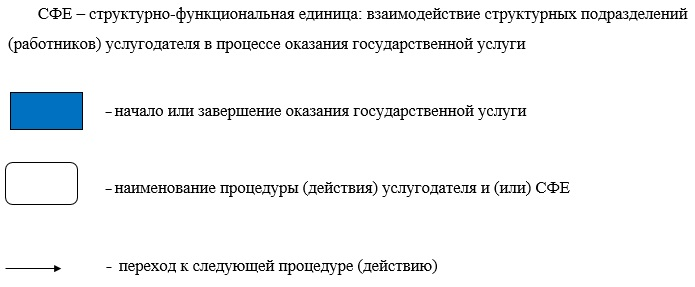 СФЕ – структурно-функциональная единица: взаимодействие структурных подразделений
(работников) услугодателя в процессе оказания государственной услуги
- начало или завершение оказания государственной услуги
- наименование процедуры (действия) услугодателя и (или) СФЕ
- переход к следующей процедуре (действию)